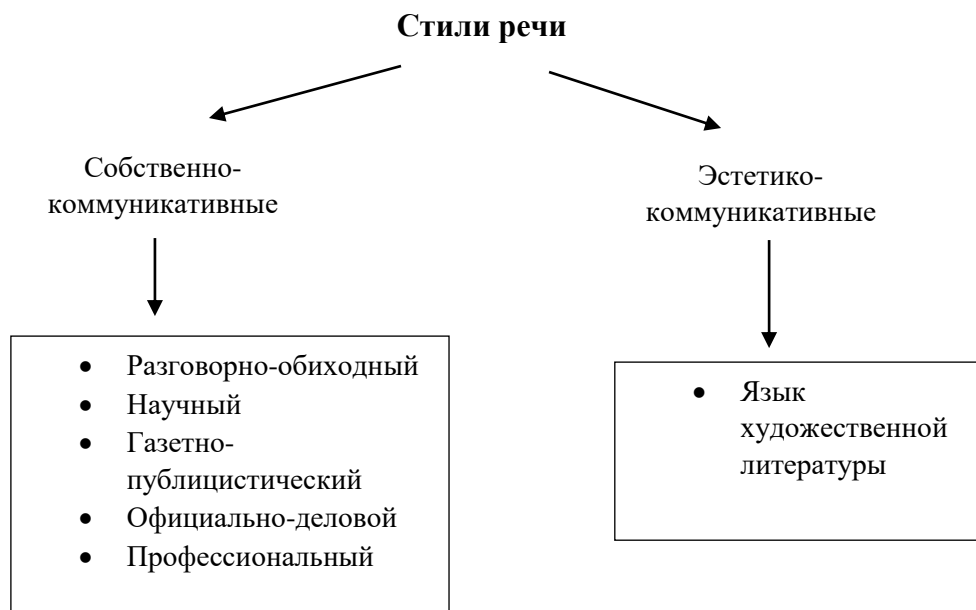 Стили речи
Собственно-
коммуникативные
Эстетико-
коммуникативные
• Разговорно-обиходный
• Научный
• Газетно-
публицистический
• Официально-деловой
• Профессиональный
• Язык
художественной
литературы